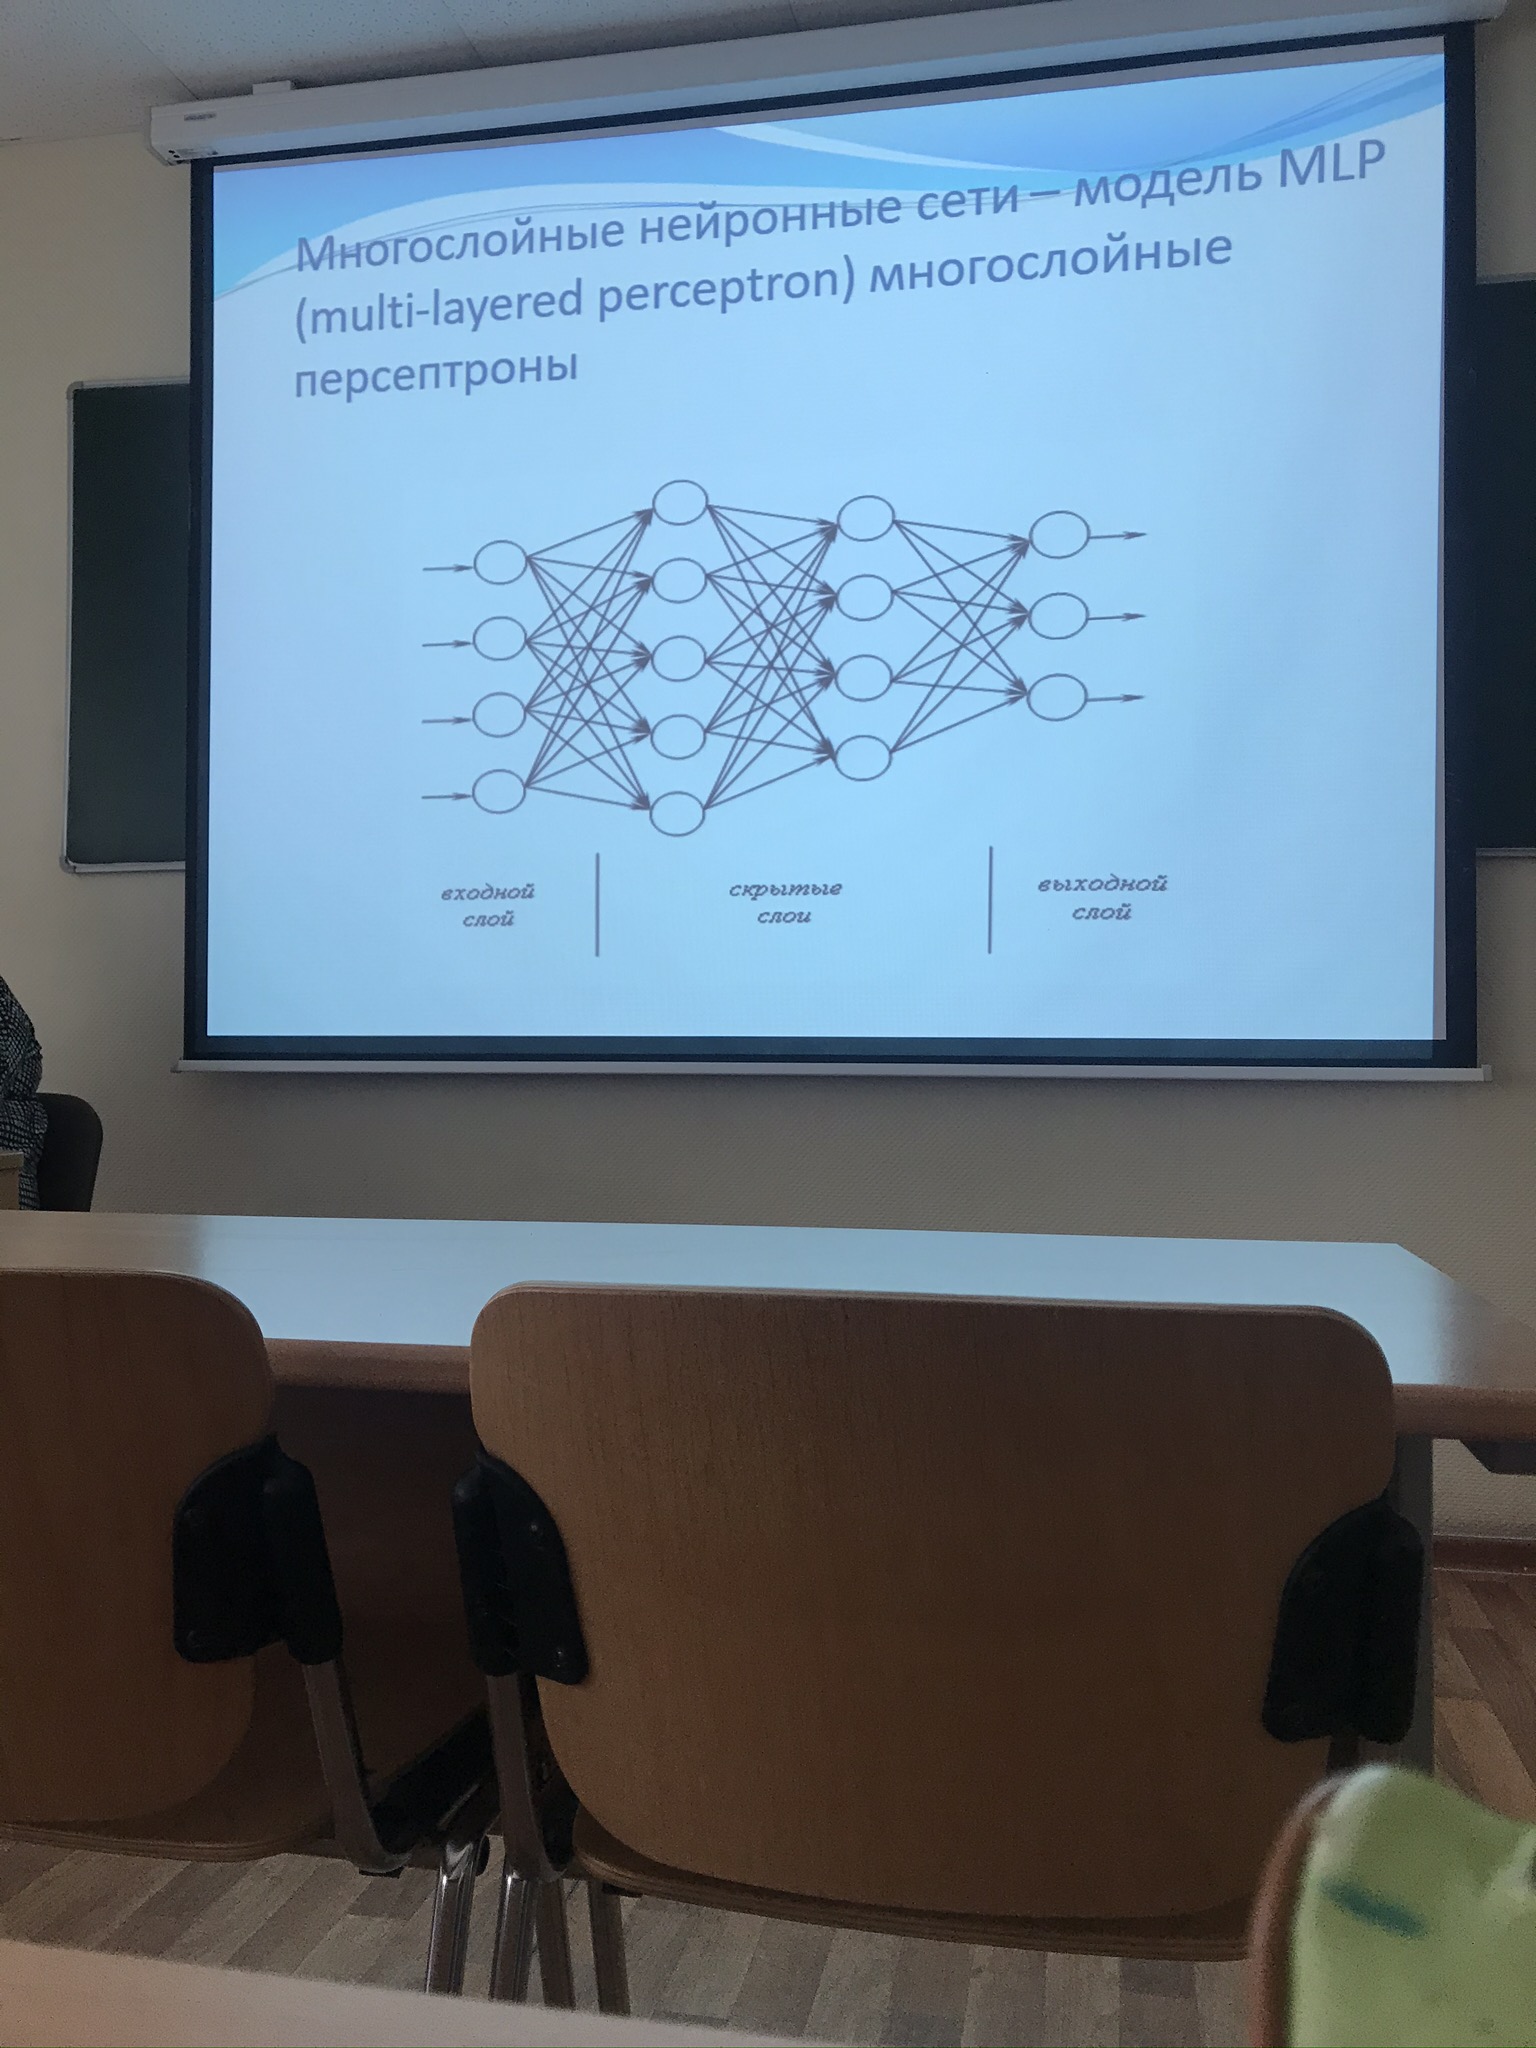 Многослойные нейронные сети – модель MLP
(multi-layered perceptron) многослойные
персептроны
входной
слой
скрытые
слои
выходной
слой